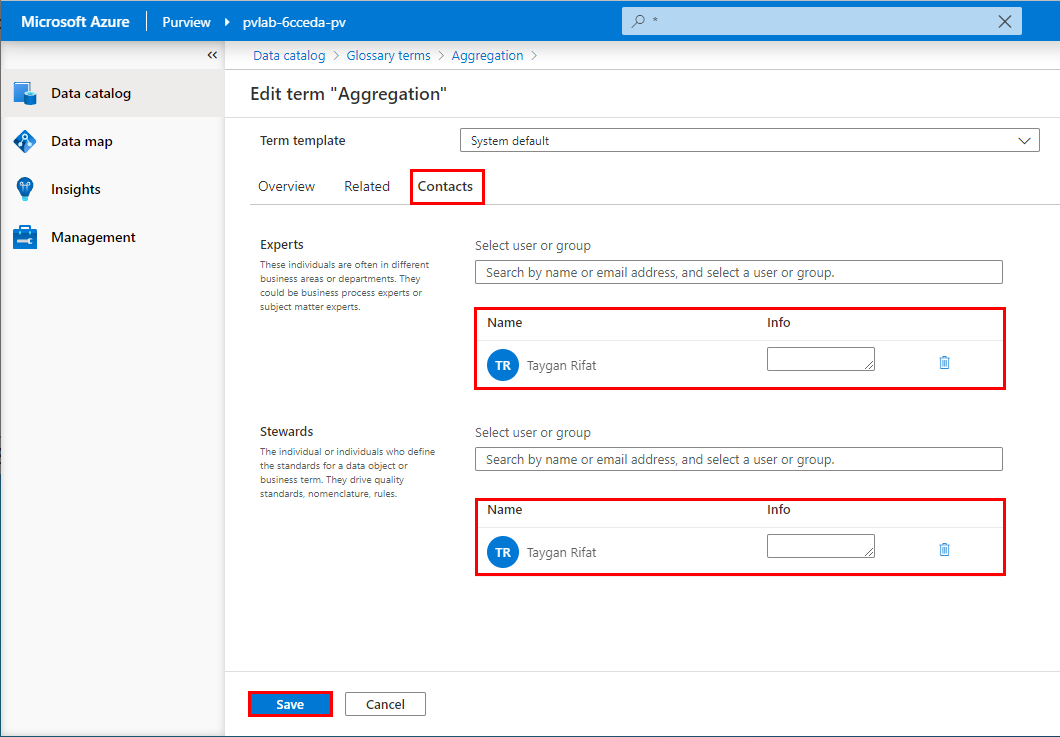 Microsoft Azure Purview pvlab-6cceda-pv *
« Data catalog > Glossary terms > Aggregation >
Data catalog
Data map
Insights
Management
Edit term "Aggregation"
Term template System default
Overview Related Contacts
Experts
These individuals are often in different
business areas or departments. They
could be business process experts or
subject matter experts.
Select user or group
Search by name or email address, and select a user or group.
Name Info
TR Taygan Rifat
Stewards
The individual or individuals who define
the standards for a data object or
business term. They drive quality
standards, nomenclature, rules.
Select user or group
Search by name or email address, and select a user or group.
Name Info
TR Taygan Rifat
Save Cancel